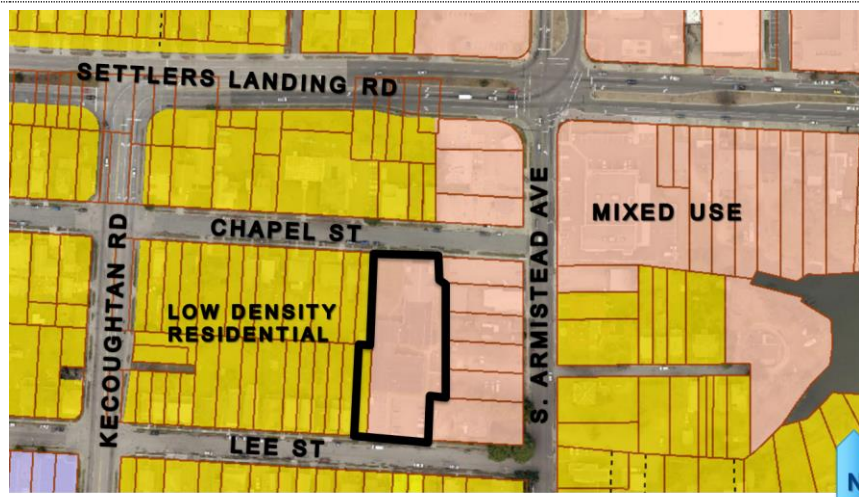 SETTLERS LANDING RD
KECOUGHTAN RD
CHAPEL ST
S. ARMISTEAD AVE
MIXED USE
LOW DENSITY
RESIDENTIAL
LEE ST
N